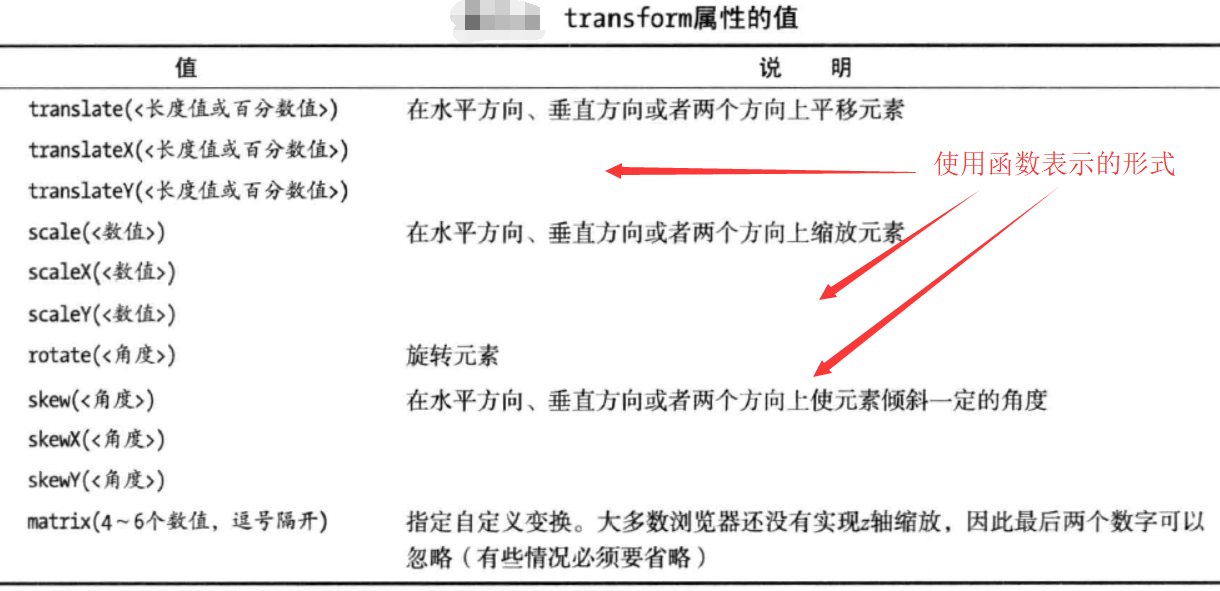 transform属性的值
值 说 明
translate(<长度值或百分数值>) 在水平方向、垂直方向或者两个方向上平移元素
translateX(<长度值或百分数值>) 使用函数表示的形式
translateY(<长度值或百分数值>)
scale(<数值>) 在水平方向、垂直方向或者两个方向上缩放元素
scaleX(<数值>)
scaleY(<数值>)
rotate(<角度>) 旋转元素
skew(<角度>) 在水平方向、垂直方向或者两个方向上使元素倾斜一定的角度
skewX(<角度>)
skewY(<角度>)
matrix(4~6个数值，逗号隔开) 指定自定义变换。大多数浏览器还没有实现z轴缩放，因此最后两个数字可以
忽略（有些情况必须要省略）